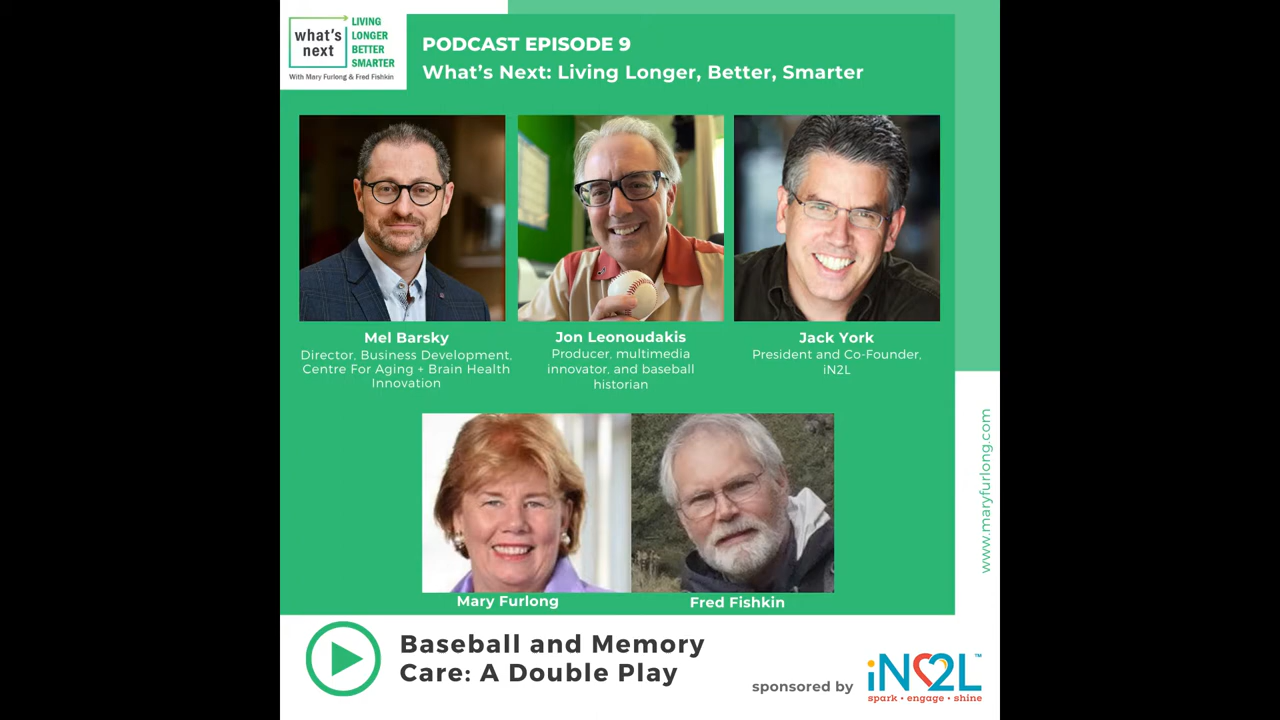 what's
next
LIVING
LONGER
BETTER
SMARTER
With Mary Furlong & Fred Fishkin
PODCAST EPISODE 9
What's Next: Living Longer, Better, Smarter
Mel Barsky
Director, Business Development,
Centre For Aging + Brain Health
Innovation
Jon Leonoudakis
Producer, multimedia
innovator, and baseball
historian
Jack York
President and Co-Founder,
iN2L
Mary Furlong
Fred Fishkin
www.maryfurlong.com
Baseball and Memory
Care: A Double Play
sponsored by
iN2L™
spark • engage • shine